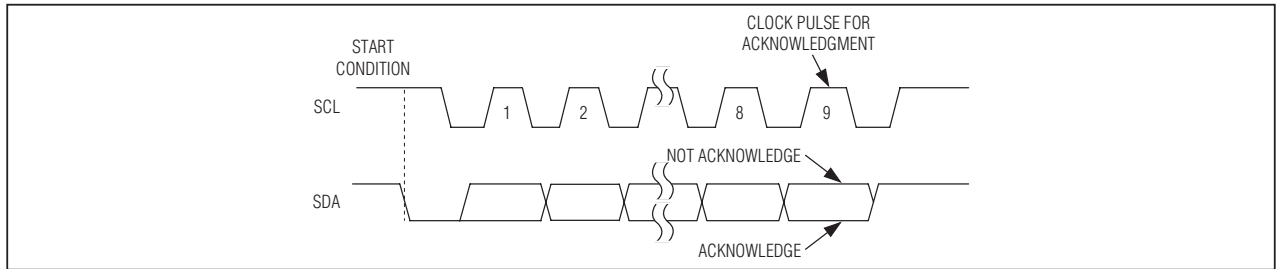 CLOCK PULSE FOR
ACKNOWLEDGMENT
START
CONDITION
SCL
1
2
8
9
NOT ACKNOWLEDGE
SDA
ACKNOWLEDGE